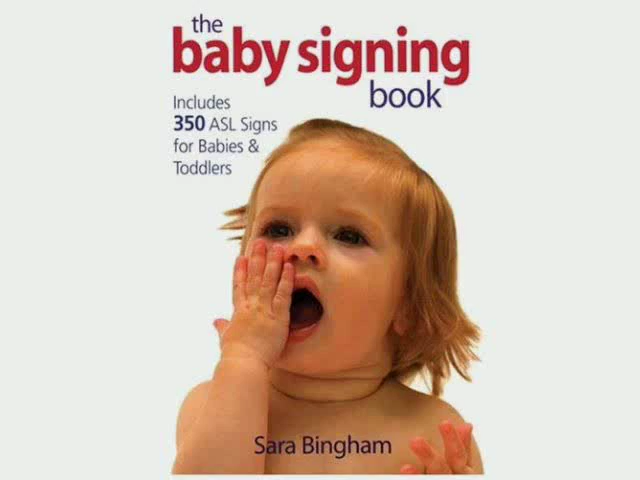 the
baby signing
book
Includes
350 ASL Signs
for Babies &
Toddlers
Sara Bingham